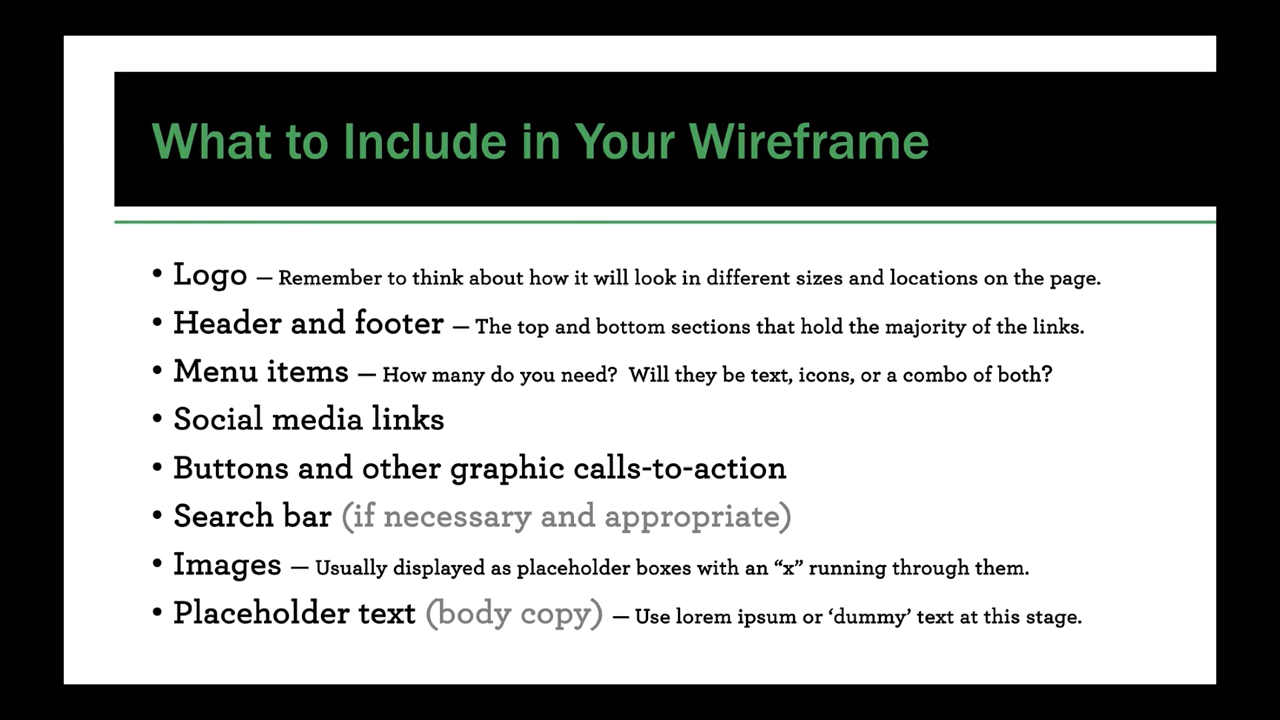 What to Include in Your Wireframe
• Logo — Remember to think about how it will look in different sizes and locations on the page.
• Header and footer — The top and bottom sections that hold the majority of the links.
• Menu items — How many do you need?  Will they be text, icons, or a combo of both?
• Social media links
• Buttons and other graphic calls-to-action
• Search bar (if necessary and appropriate)
• Images — Usually displayed as placeholder boxes with an “x” running through them.
• Placeholder text (body copy) — Use lorem ipsum or ‘dummy’ text at this stage.